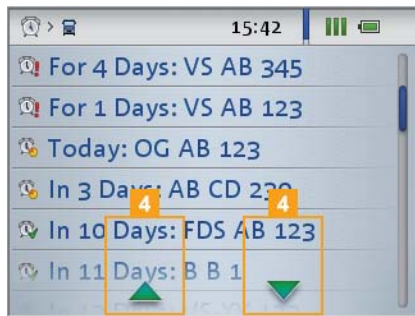 15:42
For 4 Days: VS AB 345
For 1 Days: VS AB 123
Today: OG AB 123
In 3 Days: AB CD
4 4
In 10 Days: FDS AB 123
In 11 Days: B B 1